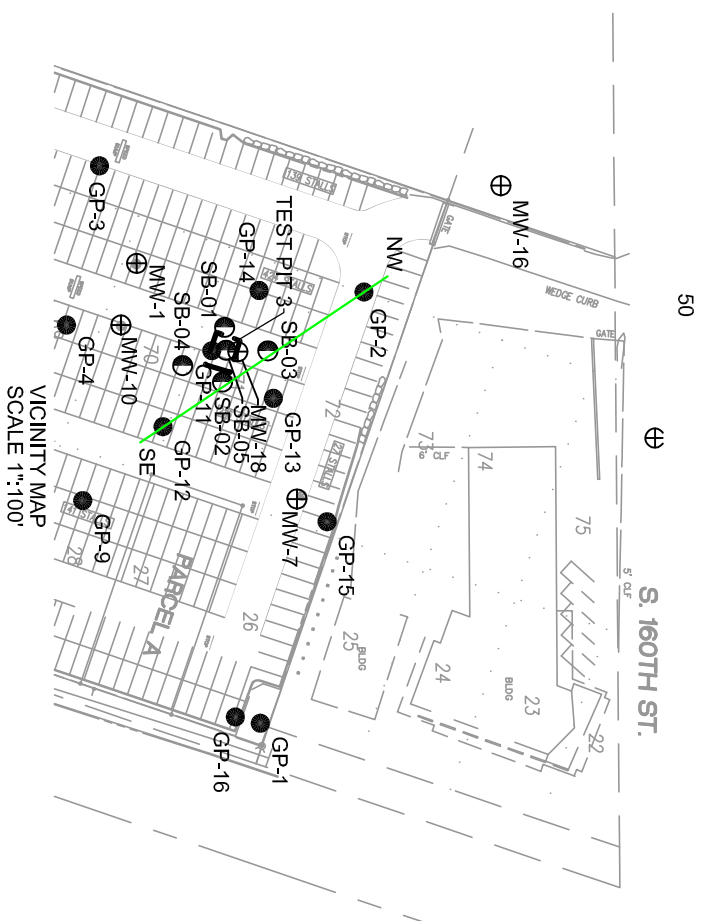 50
S. 160TH ST.
MW-16
GATE
WEDGE CURB
GATE
5' CLF
75
74
73
6' CLF
72
BLDG
23
22
24
BLDG
25
26
27
28
PARCEL A
139 STALLS
NW
GP-2
TEST PIT 3
GP-14
SB-03
SB-01
SB-04
GP-11
SB-02
SB-05
MW-18
GP-13
127 STALLS
MW-7
GP-15
GP-3
MW-1
MW-10
70
GP-4
GP-12
SE
GP-9
GP-1
GP-16
VICINITY MAP
SCALE 1":100'